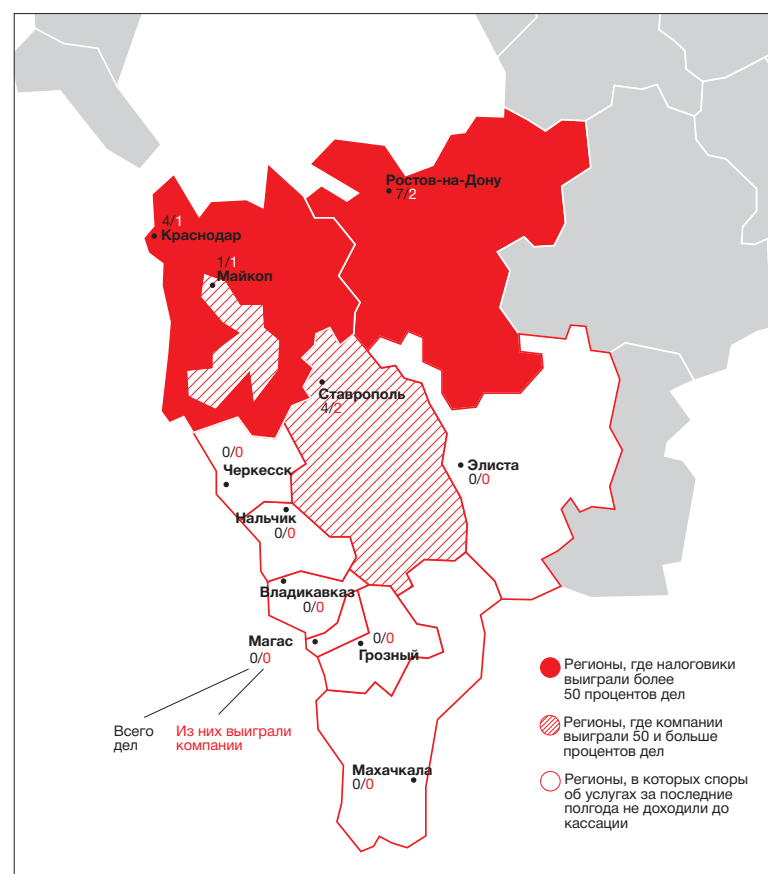 Ростов-на-Дону
7/2
4/1
Краснодар
1/1
Майкоп
Ставрополь
4/2
0/0
Черкесск
Элиста
0/0
Нальчик
0/0
Владикавказ
0/0
Магас
0/0
0/0
Грозный
Всего
дел
Из них выиграли
компании
Махачкала
0/0
Регионы, где налоговики
выиграли более
50 процентов дел
Регионы, где компании
выиграли 50 и больше
процентов дел
Регионы, в которых споры
об услугах за последние
полгода не доходили до
кассации